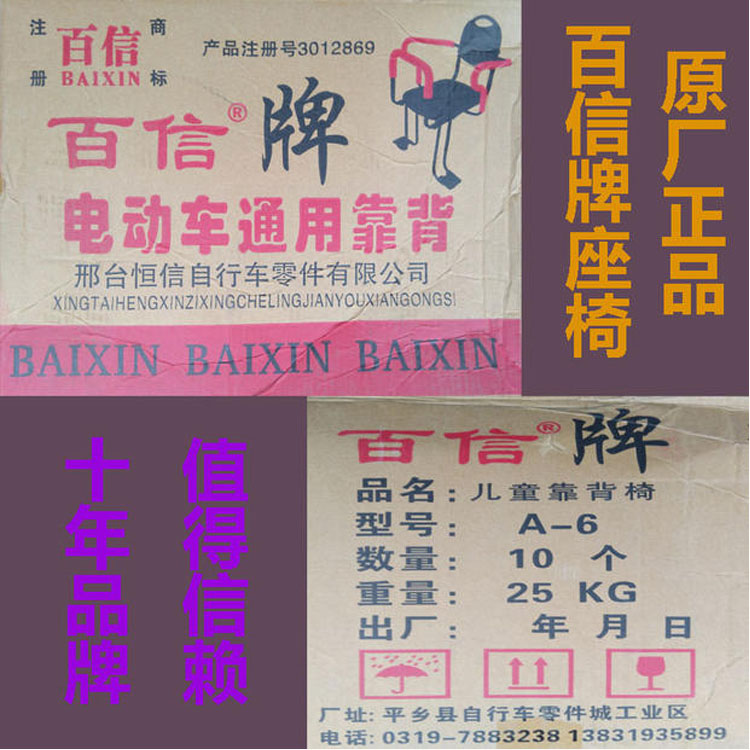 注册
百信
BAIXIN
商标
产品注册号3012869
百信®牌
电动车通用靠背
邢台恒信自行车零件有限公司
XINGTAIHENGXINZIXINGCHELINGJIANYOUXIANGONGSI
BAIXIN BAIXIN BAIXIN
原厂正品
百信牌座椅
值得信赖
十年品牌
百信®牌
品名：儿童靠背椅
型号： A-6
数量： 10 个
重量： 25 KG
出厂： 年 月 日
厂址: 平乡县自行车零件城工业区
电话: 0319-7883238 13831935899